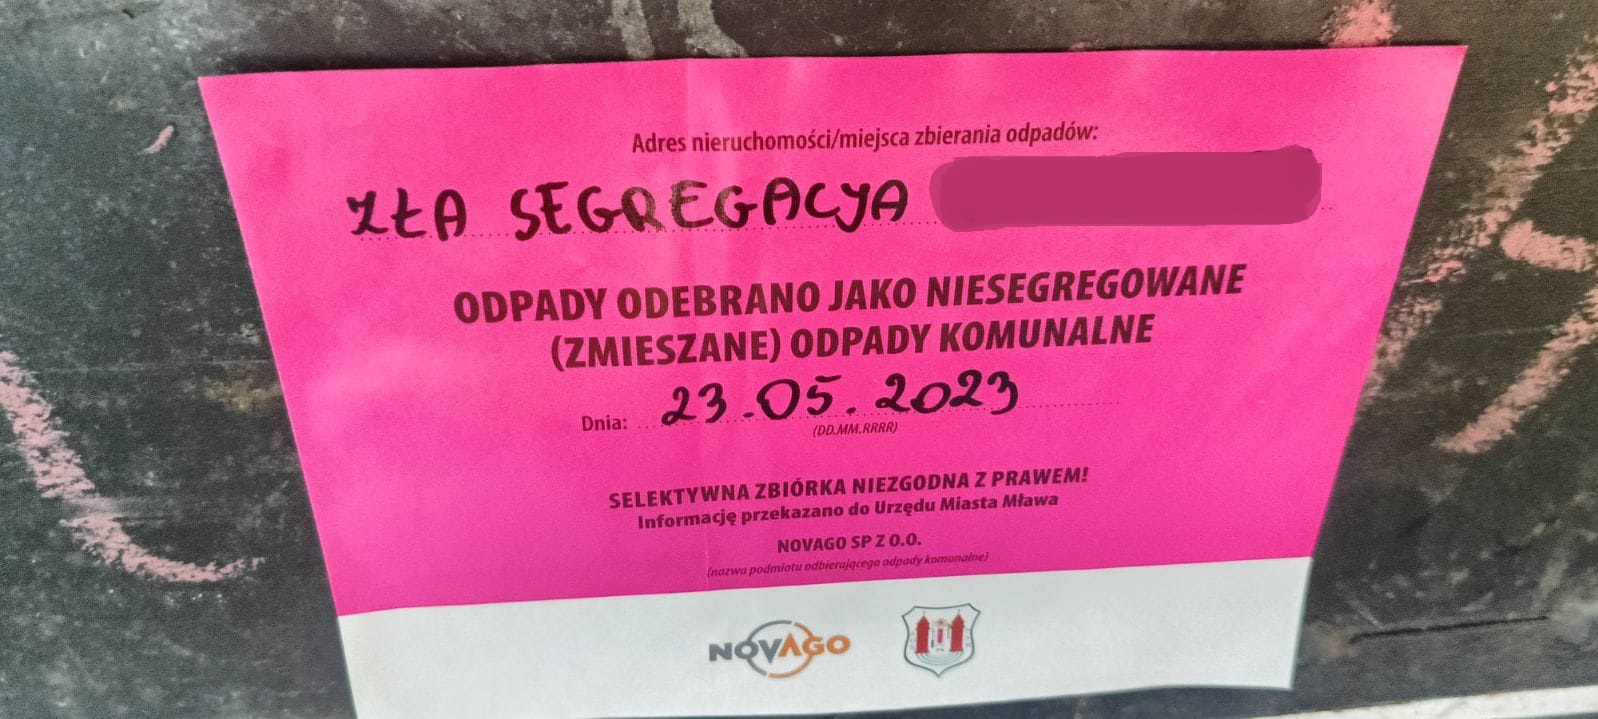 Adres nieruchomości/miejsca zbierania odpadów:
ZŁA SEGREGACJA
ODPADY ODEBRANO JAKO NIESEGREGOWANE
(ZMIESZANE) ODPADY KOMUNALNE
Dnia: 23.05.2023
(DD.MM.RRRR)
SELEKTYWNA ZBIÓRKA NIEZGODNA Z PRAWEM!
Informację przekazano do Urzędu Miasta Mława
NOVAGO SP Z O.O.
(nazwa podmiotu odbierającego odpady komunalne)
NOVAGO